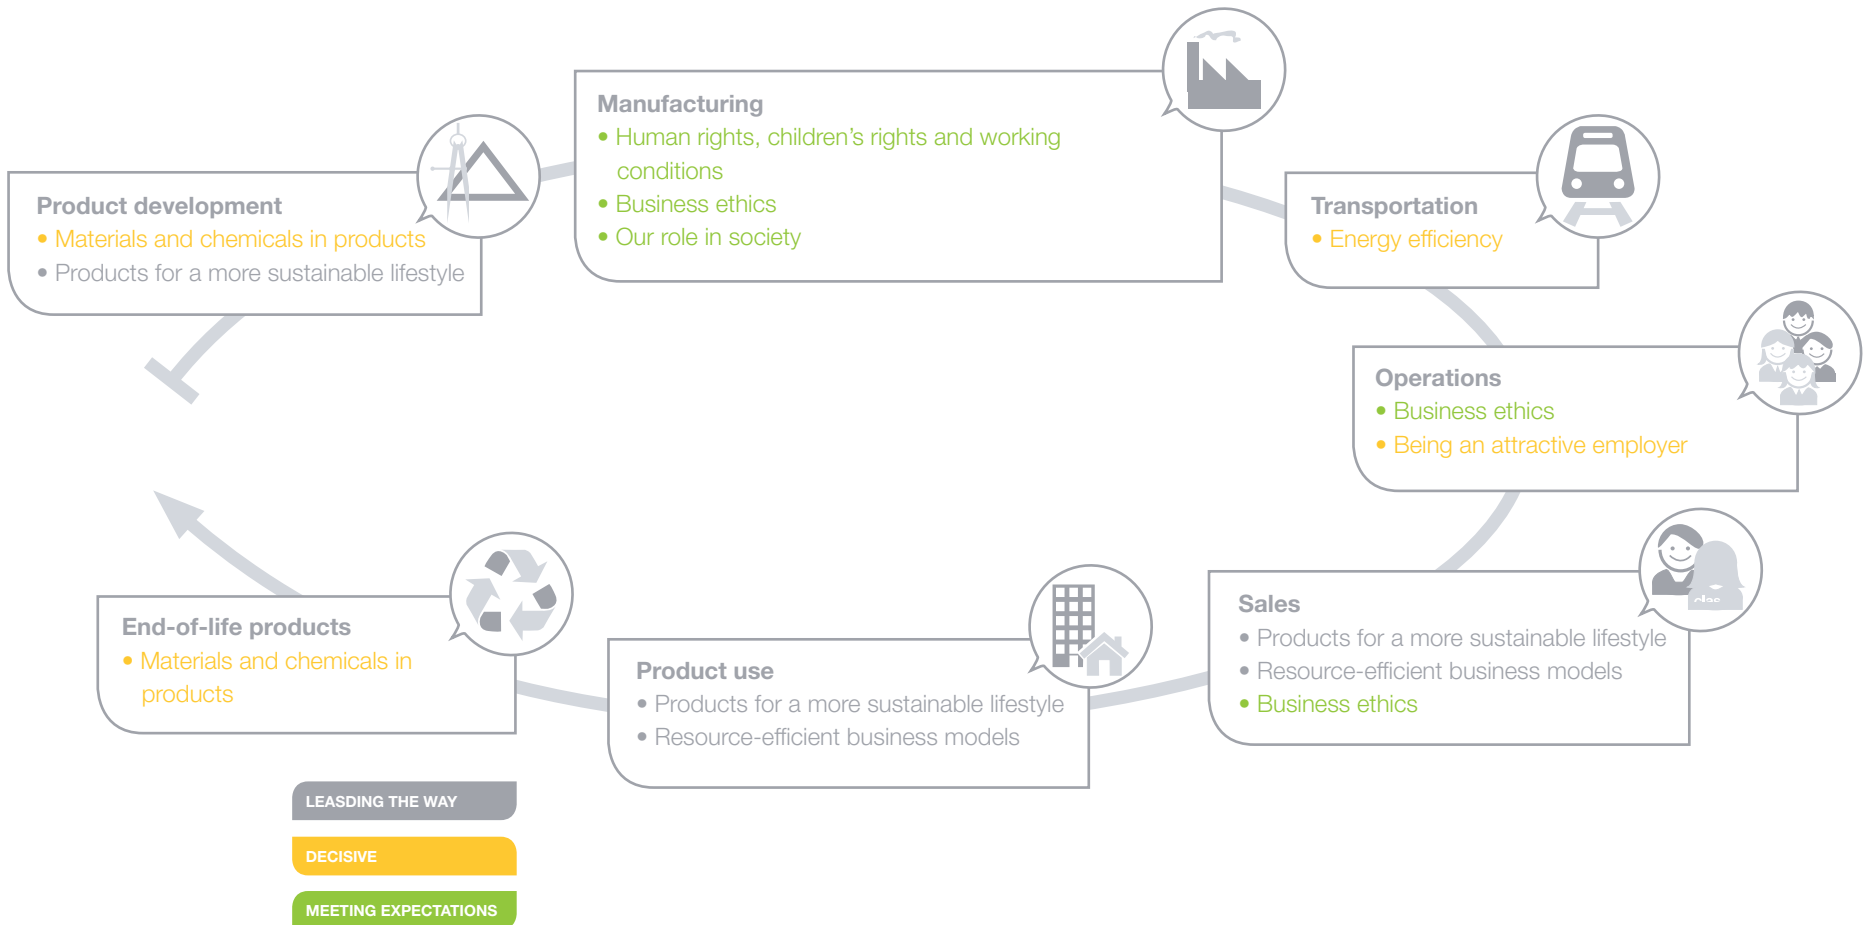 Product development
• Materials and chemicals in products
• Products for a more sustainable lifestyle
Manufacturing
• Human rights, children’s rights and working
conditions
• Business ethics
• Our role in society
Transportation
• Energy efficiency
Operations
• Business ethics
• Being an attractive employer
Sales
• Products for a more sustainable lifestyle
• Resource-efficient business models
• Business ethics
Product use
• Products for a more sustainable lifestyle
• Resource-efficient business models
End-of-life products
• Materials and chemicals in
products
LEASDING THE WAY
DECISIVE
MEETING EXPECTATIONS